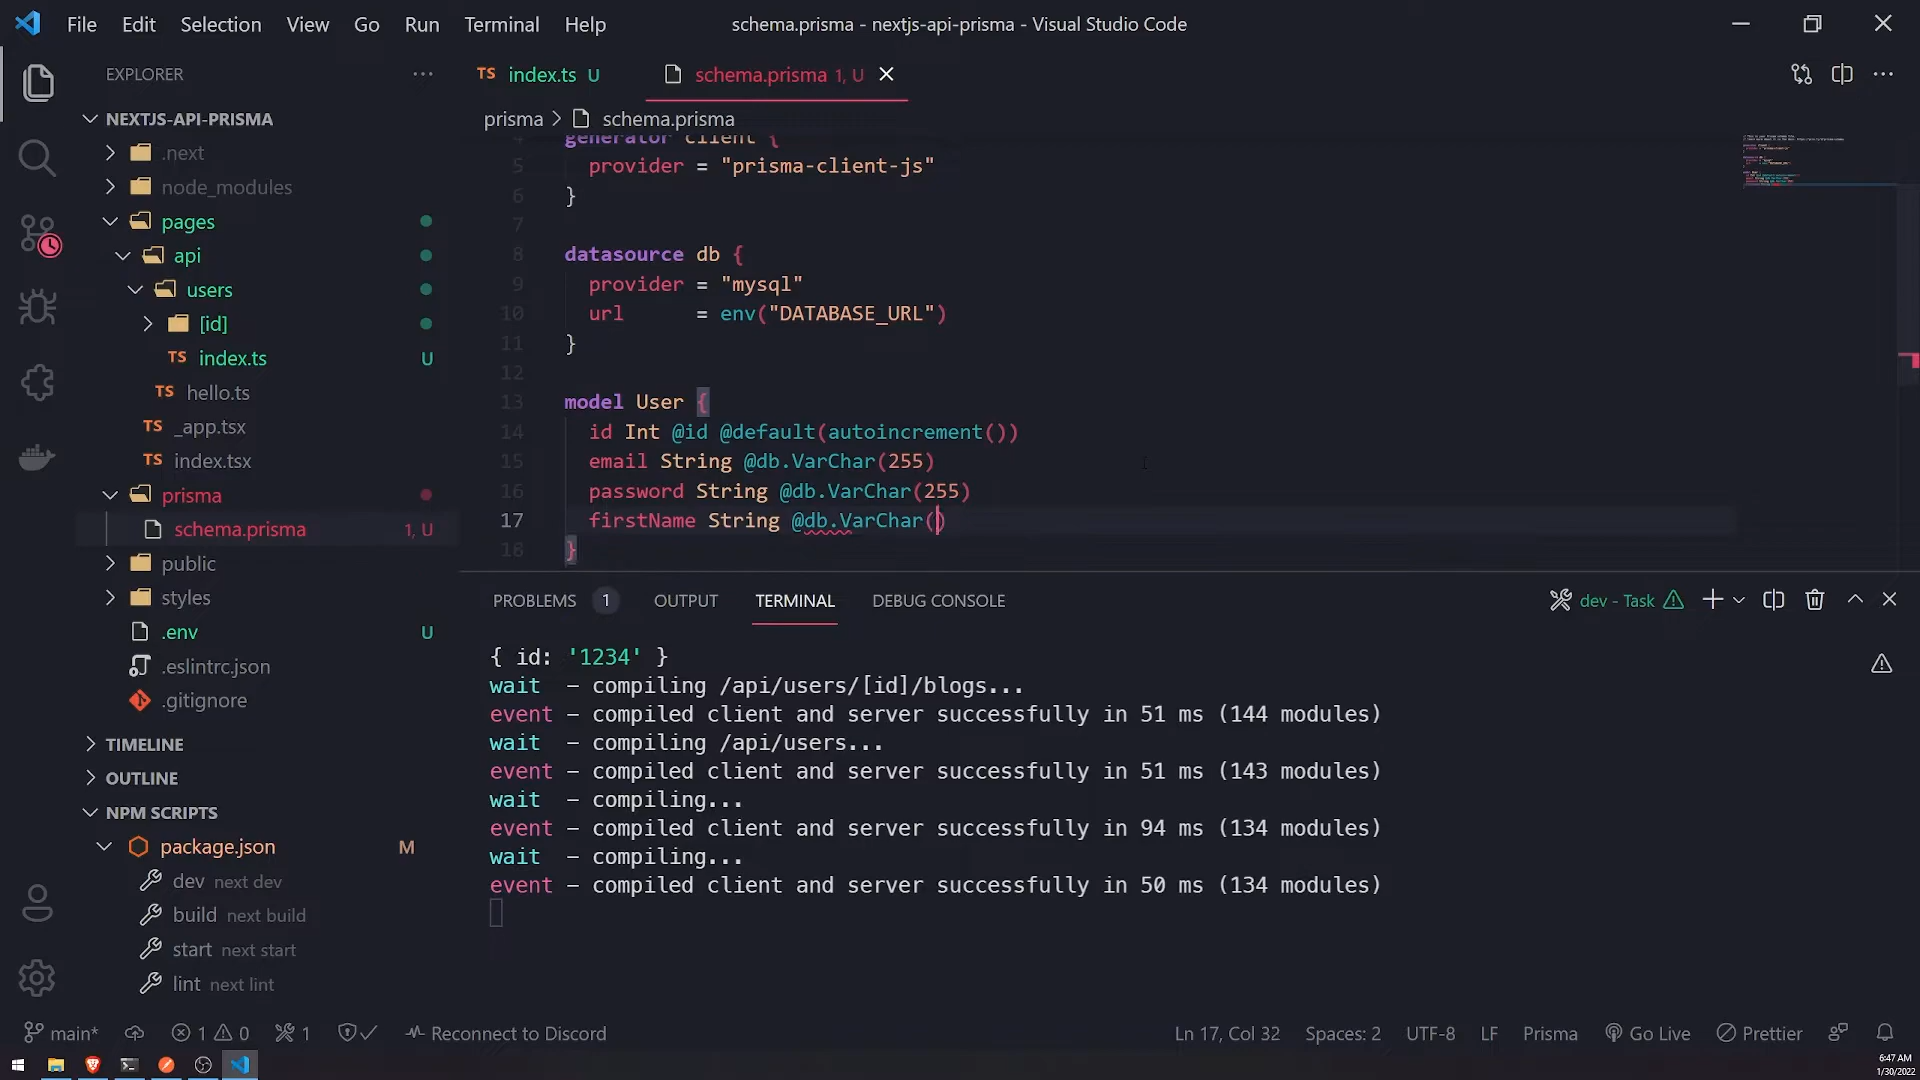 File Edit Selection View Go Run Terminal Help
schema.prisma - nextjs-api-prisma - Visual Studio Code
EXPLORER
NEXTJS-API-PRISMA
.next
node_modules
pages
api
users
[id]
TS index.ts U
TS hello.ts
TS _app.tsx
TS index.tsx
prisma
schema.prisma 1, U
public
styles
.env U
.eslintrc.json
.gitignore
TIMELINE
OUTLINE
NPM SCRIPTS
package.json M
dev next dev
build next build
start next start
lint next lint
TS index.ts U
schema.prisma 1, U
prisma > schema.prisma
4 generator client {
5 provider = "prisma-client-js"
6 }
7
8 datasource db {
9 provider = "mysql"
10 url = env("DATABASE_URL")
11 }
12
13 model User {
14 id Int @id @default(autoincrement())
15 email String @db.VarChar(255)
16 password String @db.VarChar(255)
17 firstName String @db.VarChar()
18 }
PROBLEMS 1 OUTPUT TERMINAL DEBUG CONSOLE
dev - Task
{ id: '1234' }
wait – compiling /api/users/[id]/blogs...
event – compiled client and server successfully in 51 ms (144 modules)
wait – compiling /api/users...
event – compiled client and server successfully in 51 ms (143 modules)
wait – compiling...
event – compiled client and server successfully in 94 ms (134 modules)
wait – compiling...
event – compiled client and server successfully in 50 ms (134 modules)
main* 1 0 1 Reconnect to Discord
Ln 17, Col 32 Spaces: 2 UTF-8 LF Prisma Go Live Prettier
6:47 AM
1/30/2022